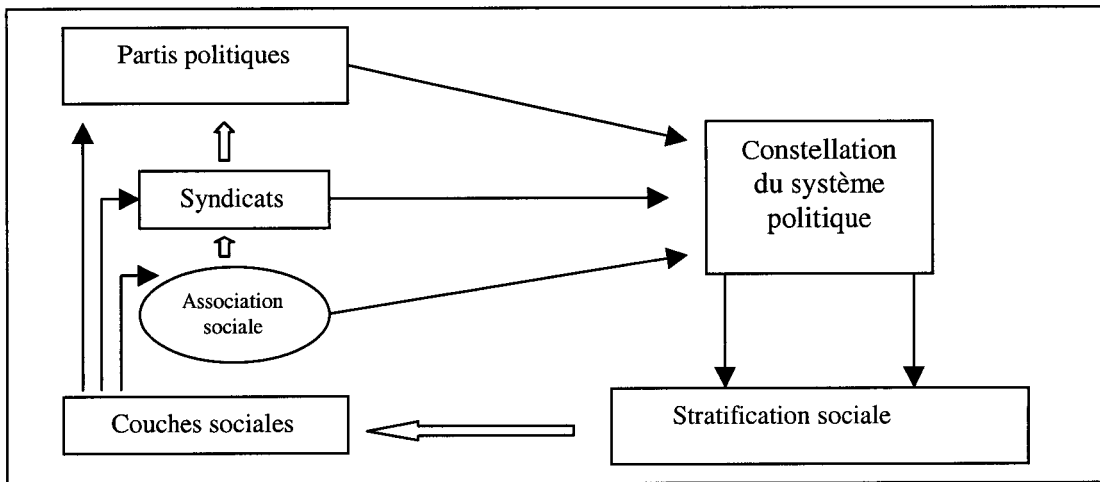 Partis politiques
Constellation
du système
politique
Syndicats
Association
sociale
Couches sociales
Stratification sociale